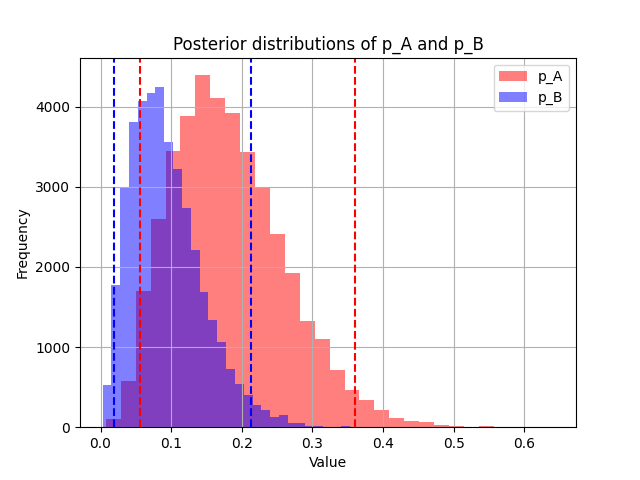 Posterior distributions of p_A and p_B
p_A
p_B
Frequency
4000
3000
2000
1000
0
0.0 0.1 0.2 0.3 0.4 0.5 0.6
Value